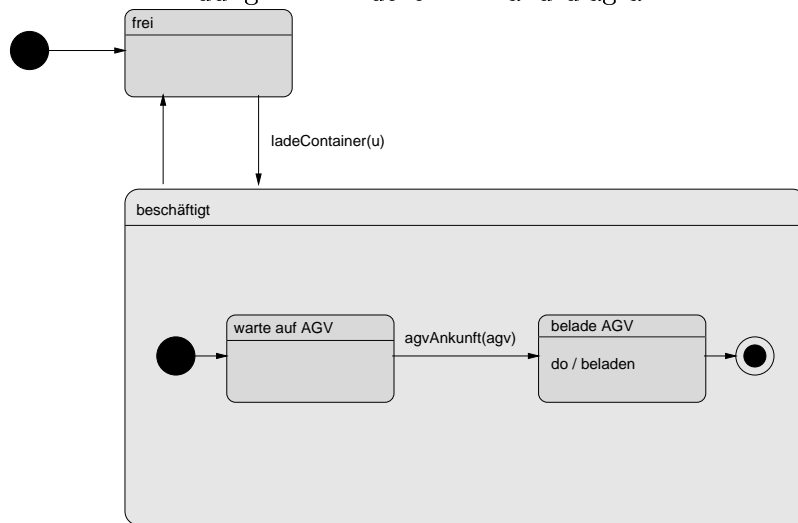 frei
ladeContainer(u)
beschäftigt
warte auf AGV
agvAnkunft(agv)
belade AGV
do / beladen